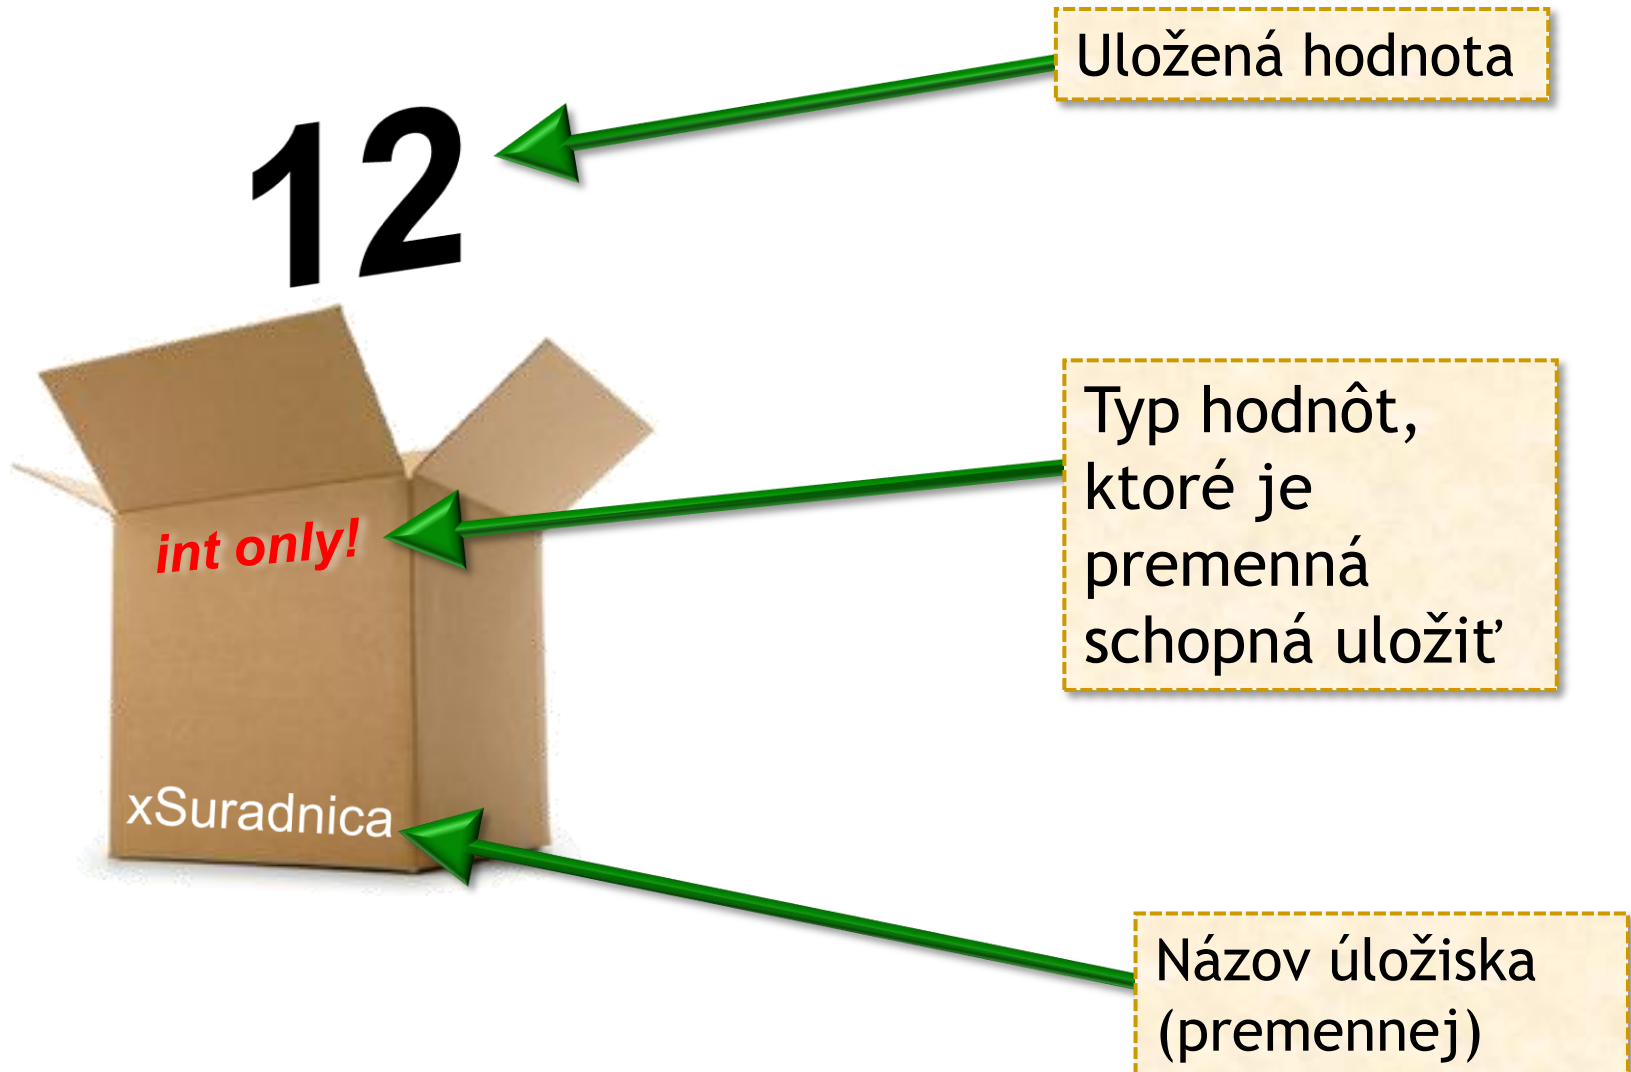 Uložená hodnota
12
Typ hodnôt,
ktoré je
premenná
schopná uložiť
int only!
xSuradnica
Názov úložiska
(premennej)